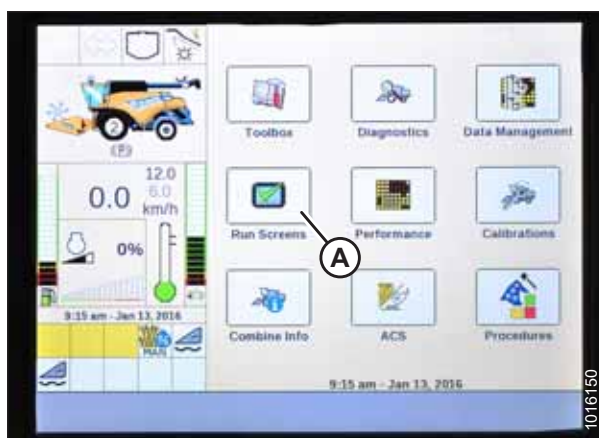 Toolbox
Diagnostics
Data Management
2
(P)
12.0
6.0
0.0
km/h
0%
Run Screens
Performance
Calibrations
A
9:15 am - Jan 13, 2016
MAN
%
Combine Info
ACS
Procedures
9:15 am - Jan 13, 2016
1016150